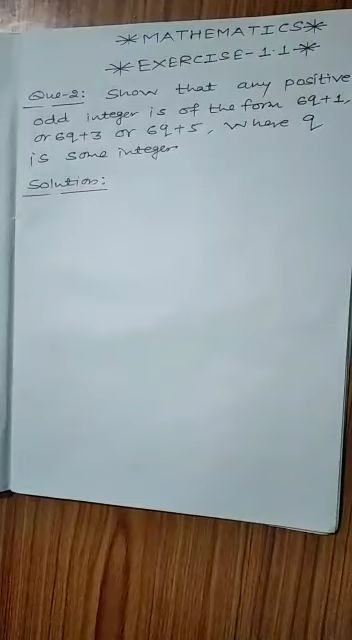 *MATHEMATICS*
*EXERCISE-1.1*
Que-2: Show that any positive
odd integer is of the form 6q+1,
or 6q+3 or 6q+5, where q
is some integer
Solution: